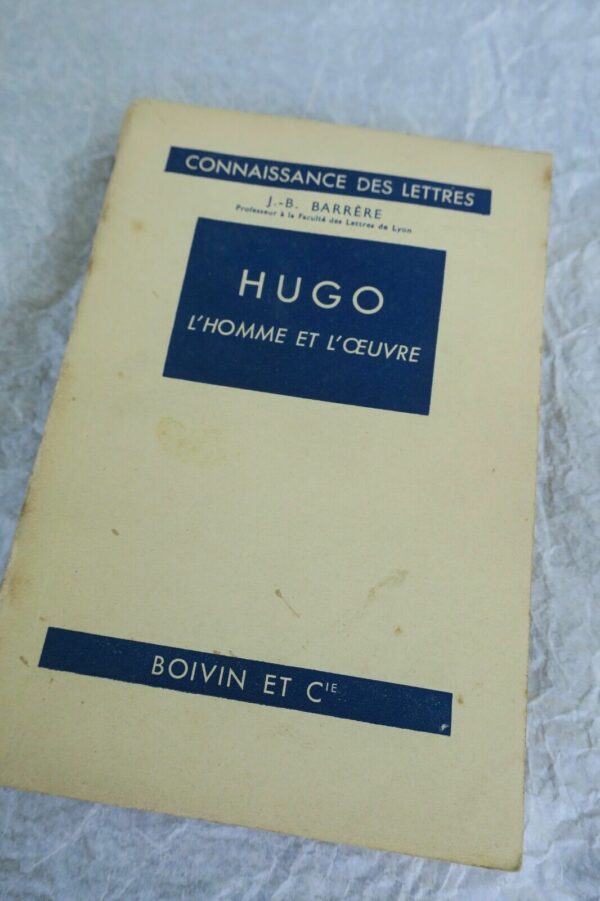 CONNAISSANCE DES LETTRES
J.-B. BARRÈRE
Professeur à la Faculté des Lettres de Lyon
HUGO
L'HOMME ET L'ŒUVRE
BOIVIN ET CIE